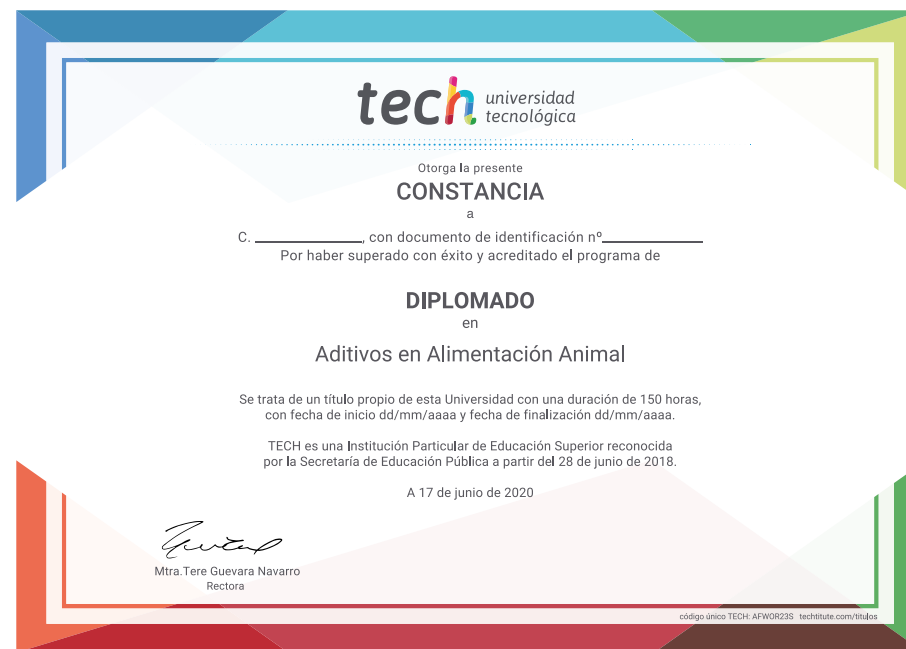 tech universidad
tecnológica
Otorga la presente
CONSTANCIA
a
C. ____________, con documento de identificación nº____________
Por haber superado con éxito y acreditado el programa de
DIPLOMADO
en
Aditivos en Alimentación Animal
Se trata de un título propio de esta Universidad con una duración de 150 horas,
con fecha de inicio dd/mm/aaaa y fecha de finalización dd/mm/aaaa.
TECH es una Institución Particular de Educación Superior reconocida
por la Secretaría de Educación Pública a partir del 28 de junio de 2018.
A 17 de junio de 2020
Mtra.Tere Guevara Navarro
Rectora
código único TECH: AFWOR23S techtitute.com/titulos